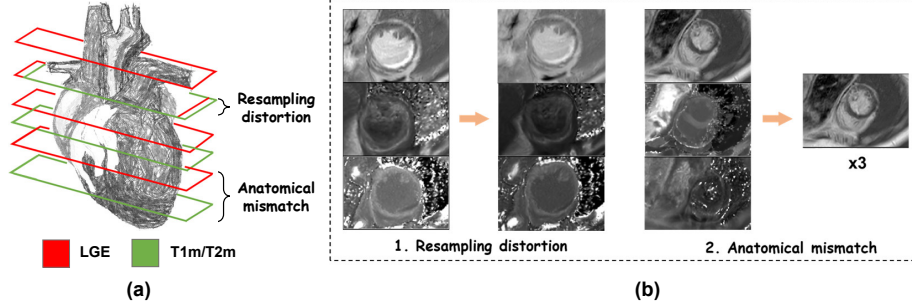 (a)
Resampling
distortion
Anatomical
mismatch
LGE
T1m/T2m
(a)
(b)
x3
1. Resampling distortion
2. Anatomical mismatch
(b)